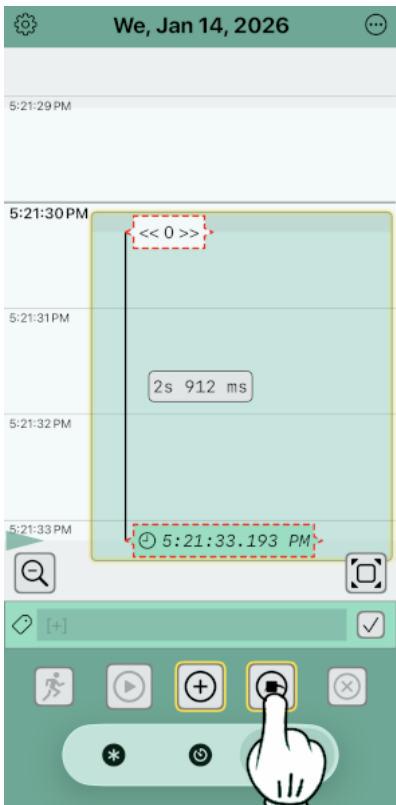 We, Jan 14, 2026
5:21:29 PM
5:21:30 PM
<< 0 >>
5:21:31 PM
2s 912 ms
5:21:32 PM
5:21:33 PM
5:21:33.193 PM
[+]